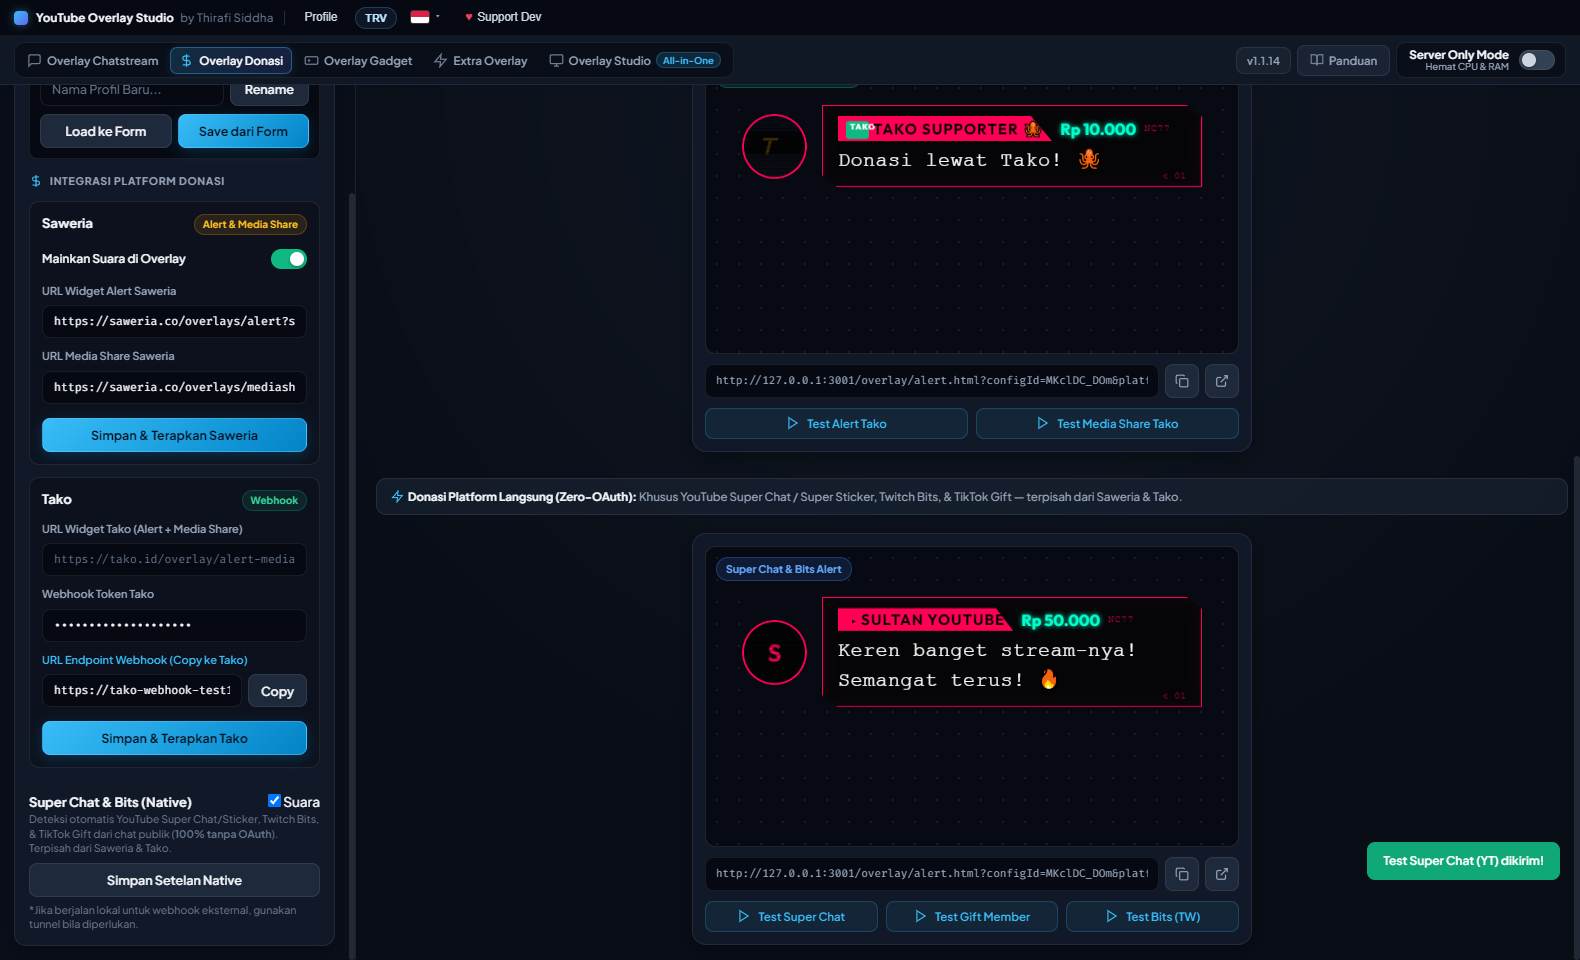 YouTube Overlay Studio by Thirafi Siddha
Profile
TRV
Support Dev
Overlay Chatstream
Overlay Donasi
Overlay Gadget
Extra Overlay
Overlay Studio All-in-One
v1.1.14
Panduan
Server Only Mode
Hemat CPU & RAM
Nama Profil Baru...
Rename
Load ke Form
Save dari Form
INTEGRASI PLATFORM DONASI
Saweria
Alert & Media Share
Mainkan Suara di Overlay
URL Widget Alert Saweria
https://saweria.co/overlays/alert?s
URL Media Share Saweria
https://saweria.co/overlays/mediash
Simpan & Terapkan Saweria
Tako
Webhook
URL Widget Tako (Alert + Media Share)
https://tako.id/overlay/alert-media
Webhook Token Tako
••••••••••••••••••••
URL Endpoint Webhook (Copy ke Tako)
https://tako-webhook-test1
Copy
Simpan & Terapkan Tako
Super Chat & Bits (Native)
Suara
Deteksi otomatis YouTube Super Chat/Sticker, Twitch Bits,
& TikTok Gift dari chat publik (100% tanpa OAuth).
Terpisah dari Saweria & Tako.
Simpan Setelan Native
*Jika berjalan lokal untuk webhook eksternal, gunakan
tunnel bila diperlukan.
T
TAKO
TAKO SUPPORTER 🐙 Rp 10.000 NC77
Donasi lewat Tako! 🐙
< 01
http://127.0.0.1:3001/overlay/alert.html?configId=MKclDC_DOm&platf
Test Alert Tako
Test Media Share Tako
Donasi Platform Langsung (Zero-OAuth): Khusus YouTube Super Chat / Super Sticker, Twitch Bits, & TikTok Gift — terpisah dari Saweria & Tako.
Super Chat & Bits Alert
S
SULTAN YOUTUBE Rp 50.000 NC77
Keren banget stream-nya!
Semangat terus! 🔥
< 01
http://127.0.0.1:3001/overlay/alert.html?configId=MKclDC_DOm&platf
Test Super Chat
Test Gift Member
Test Bits (TW)
Test Super Chat (YT) dikirim!